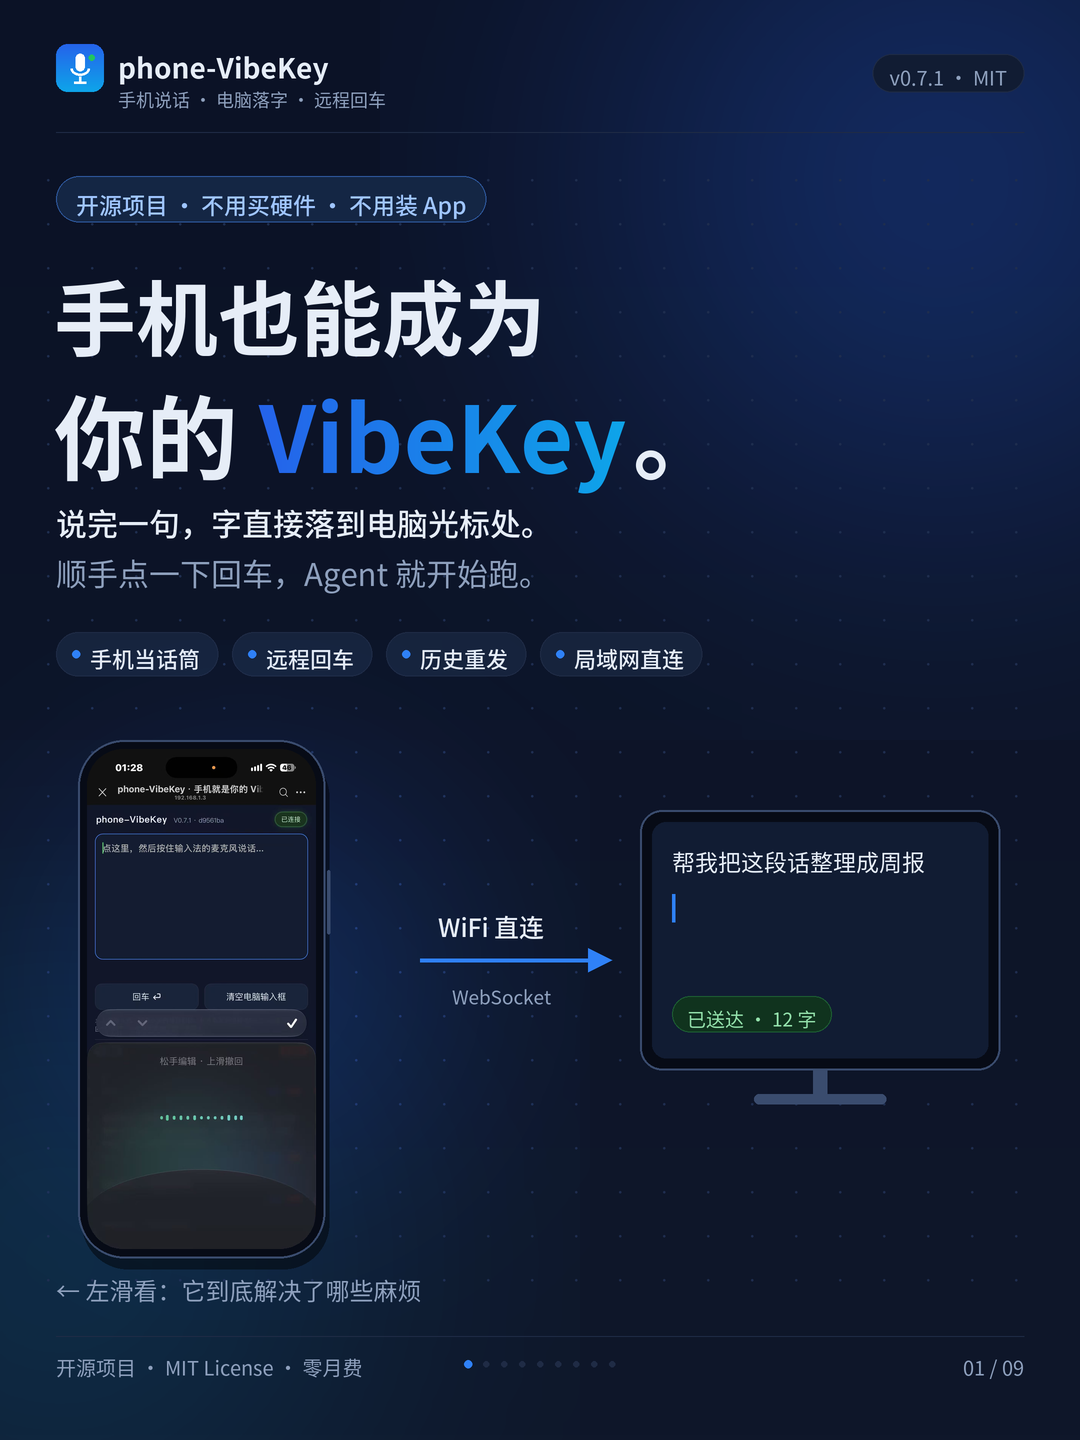 phone-VibeKey
手机说话 · 电脑落字 · 远程回车
v0.7.1 · MIT
开源项目 · 不用买硬件 · 不用装 App
手机也能成为
你的 VibeKey。
说完一句，字直接落到电脑光标处。
顺手点一下回车，Agent 就开始跑。
手机当话筒
远程回车
历史重发
局域网直连
01:28
48
phone-VibeKey · 手机就是你的 Vi
192.168.1.3
phone-VibeKey V0.7.1 · d9561ba
已连接
点这里，然后按住输入法的麦克风说话...
回车 ⏎
清空电脑输入框
松手编辑 · 上滑撤回
WiFi 直连
WebSocket
帮我把这段话整理成周报
已送达 · 12 字
← 左滑看：它到底解决了哪些麻烦
开源项目 · MIT License · 零月费
01 / 09